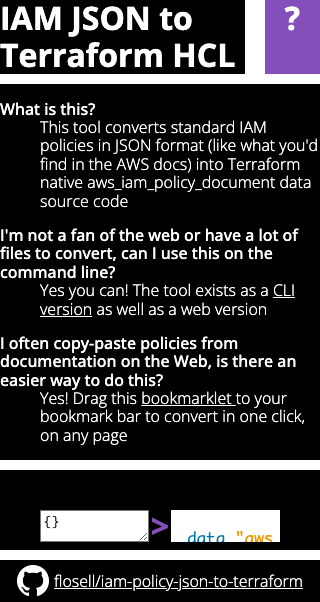 IAM JSON to
Terraform HCL
?
What is this?
This tool converts standard IAM
policies in JSON format (like what you'd
find in the AWS docs) into Terraform
native aws_iam_policy_document data
source code
I'm not a fan of the web or have a lot of
files to convert, can I use this on the
command line?
Yes you can! The tool exists as a CLI
version as well as a web version
I often copy-paste policies from
documentation on the Web, is there an
easier way to do this?
Yes! Drag this bookmarklet to your
bookmark bar to convert in one click,
on any page
{}
>
data "aws
flosell/iam-policy-json-to-terraform